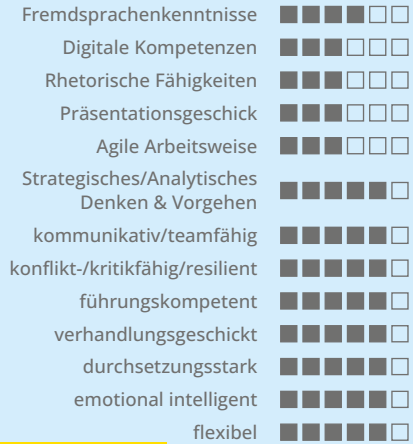 Fremdsprachenkenntnisse
Digitale Kompetenzen
Rhetorische Fähigkeiten
Präsentationsgeschick
Agile Arbeitsweise
Strategisches/Analytisches
Denken & Vorgehen
kommunikativ/teamfähig
konflikt-/kritikfähig/resilient
führungskompetent
verhandlungsgeschickt
durchsetzungsstark
emotional intelligent
flexibel